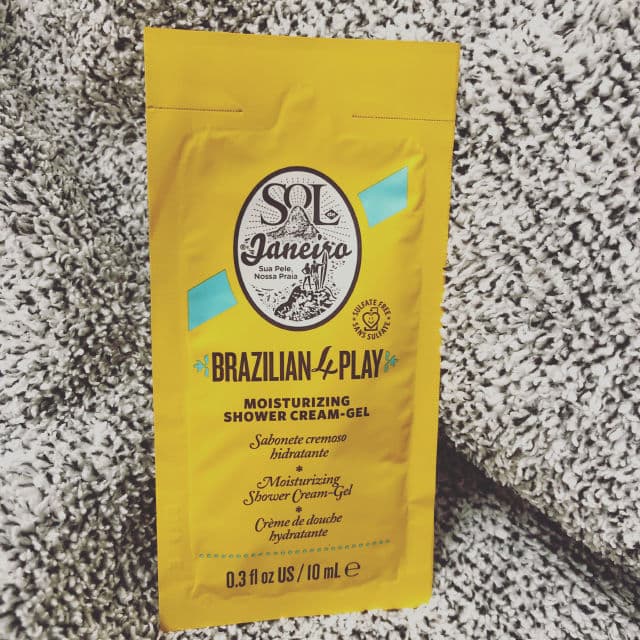 SOL
de
Janeiro
Sua Pele,
Nossa Praia
SULFATE FREE
SANS SULFATE
BRAZILIAN 4 PLAY
MOISTURIZING
SHOWER CREAM-GEL
Sabonete cremoso
hidratante
*
Moisturizing
Shower Cream-Gel
*
Crème de douche
hydratante
0.3 fl oz US / 10 mL ℮